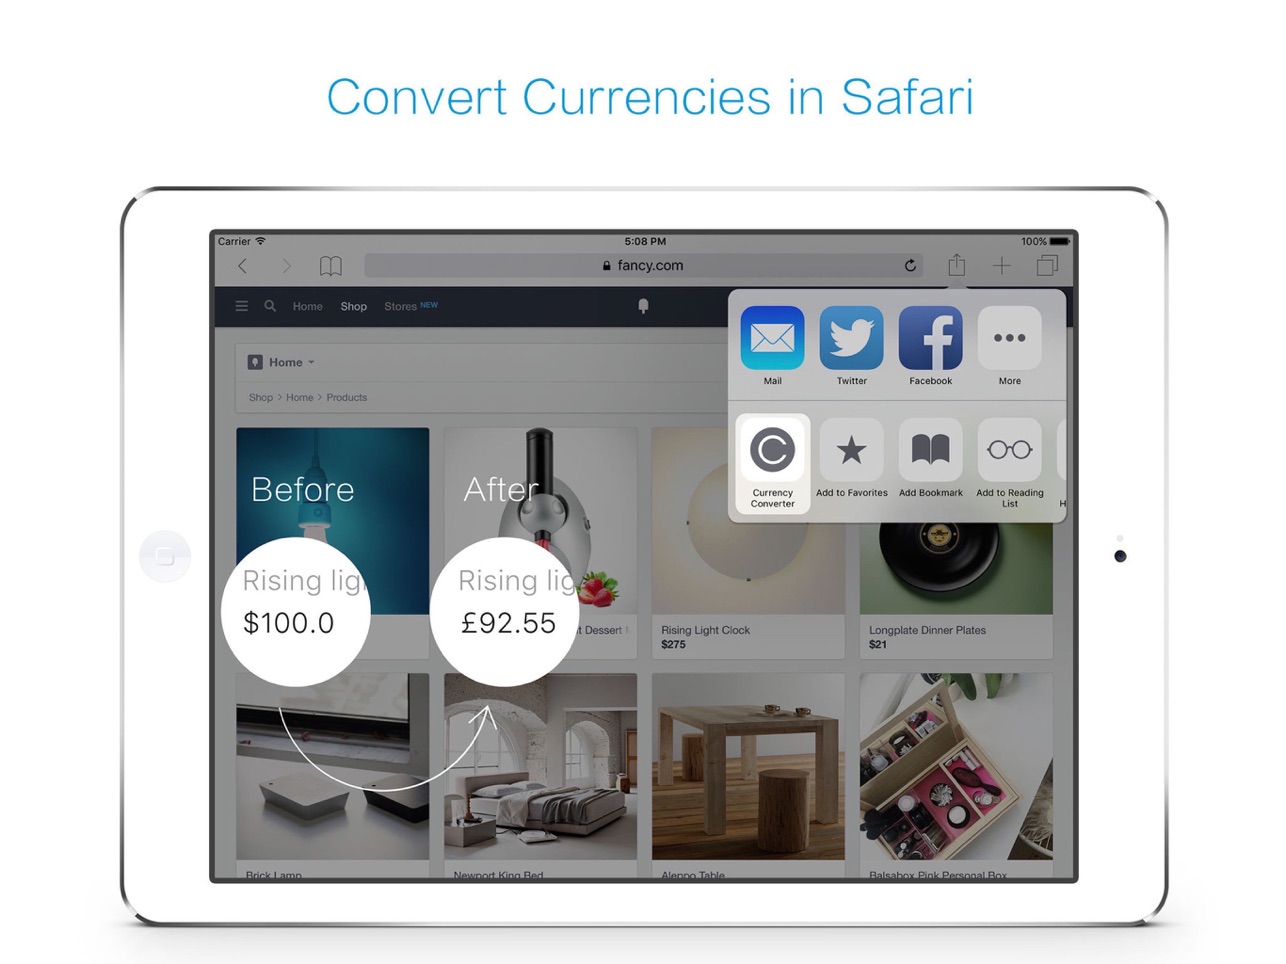 Convert Currencies in Safari
Carrier
5:08 PM
100%
fancy.com
Home
Shop
Stores NEW
Home
Shop > Home > Products
Mail
Twitter
Facebook
More
Currency
Converter
Add to Favorites
Add Bookmark
Add to Reading
List
Before
After
Rising lig
$100.0
Rising lig
£92.55
Dessert
Rising Light Clock
$275
Longplate Dinner Plates
$21
Brick Lamp
Newport King Bed
Aleppo Table
Balsabox Pink Personal Box